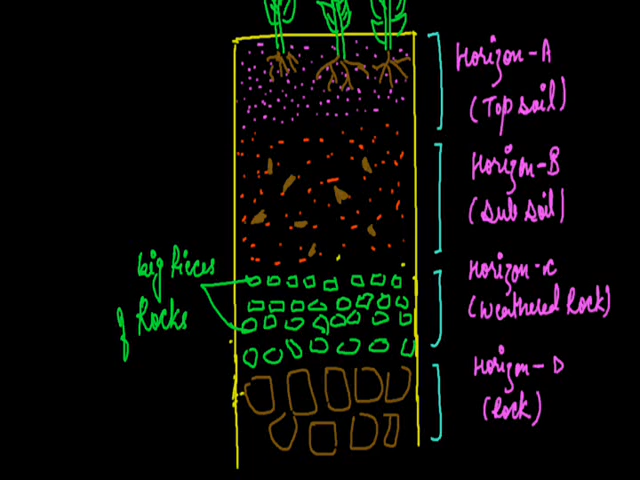 Horizon-A
(Top soil)
Horizon-B
(Sub soil)
big Pieces
of Rocks
Horizon-C
(Weathered Rock)
Horizon-D
(Rock)